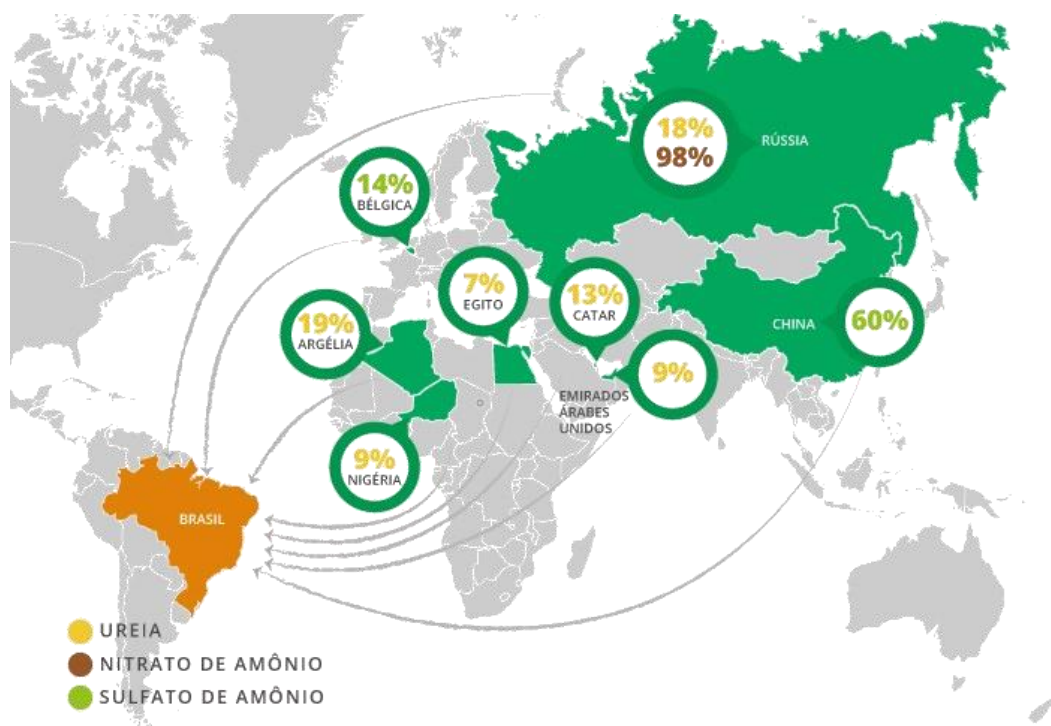 18%
98%
RÚSSIA
14%
BÉLGICA
7%
EGITO
13%
CATAR
19%
ARGÉLIA
CHINA
60%
9%
EMIRADOS
ÁRABES
UNIDOS
9%
NIGÉRIA
BRASIL
UREIA
NITRATO DE AMÔNIO
SULFATO DE AMÔNIO